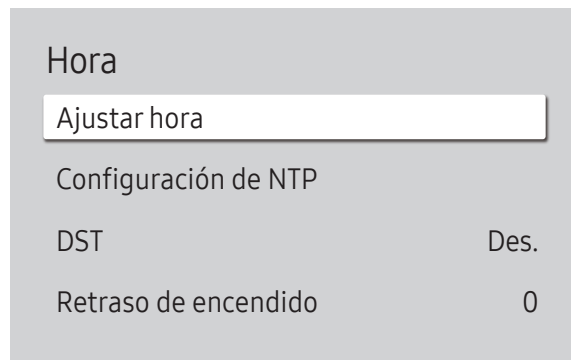 Hora
Ajustar hora
Configuración de NTP
DST Des.
Retraso de encendido 0